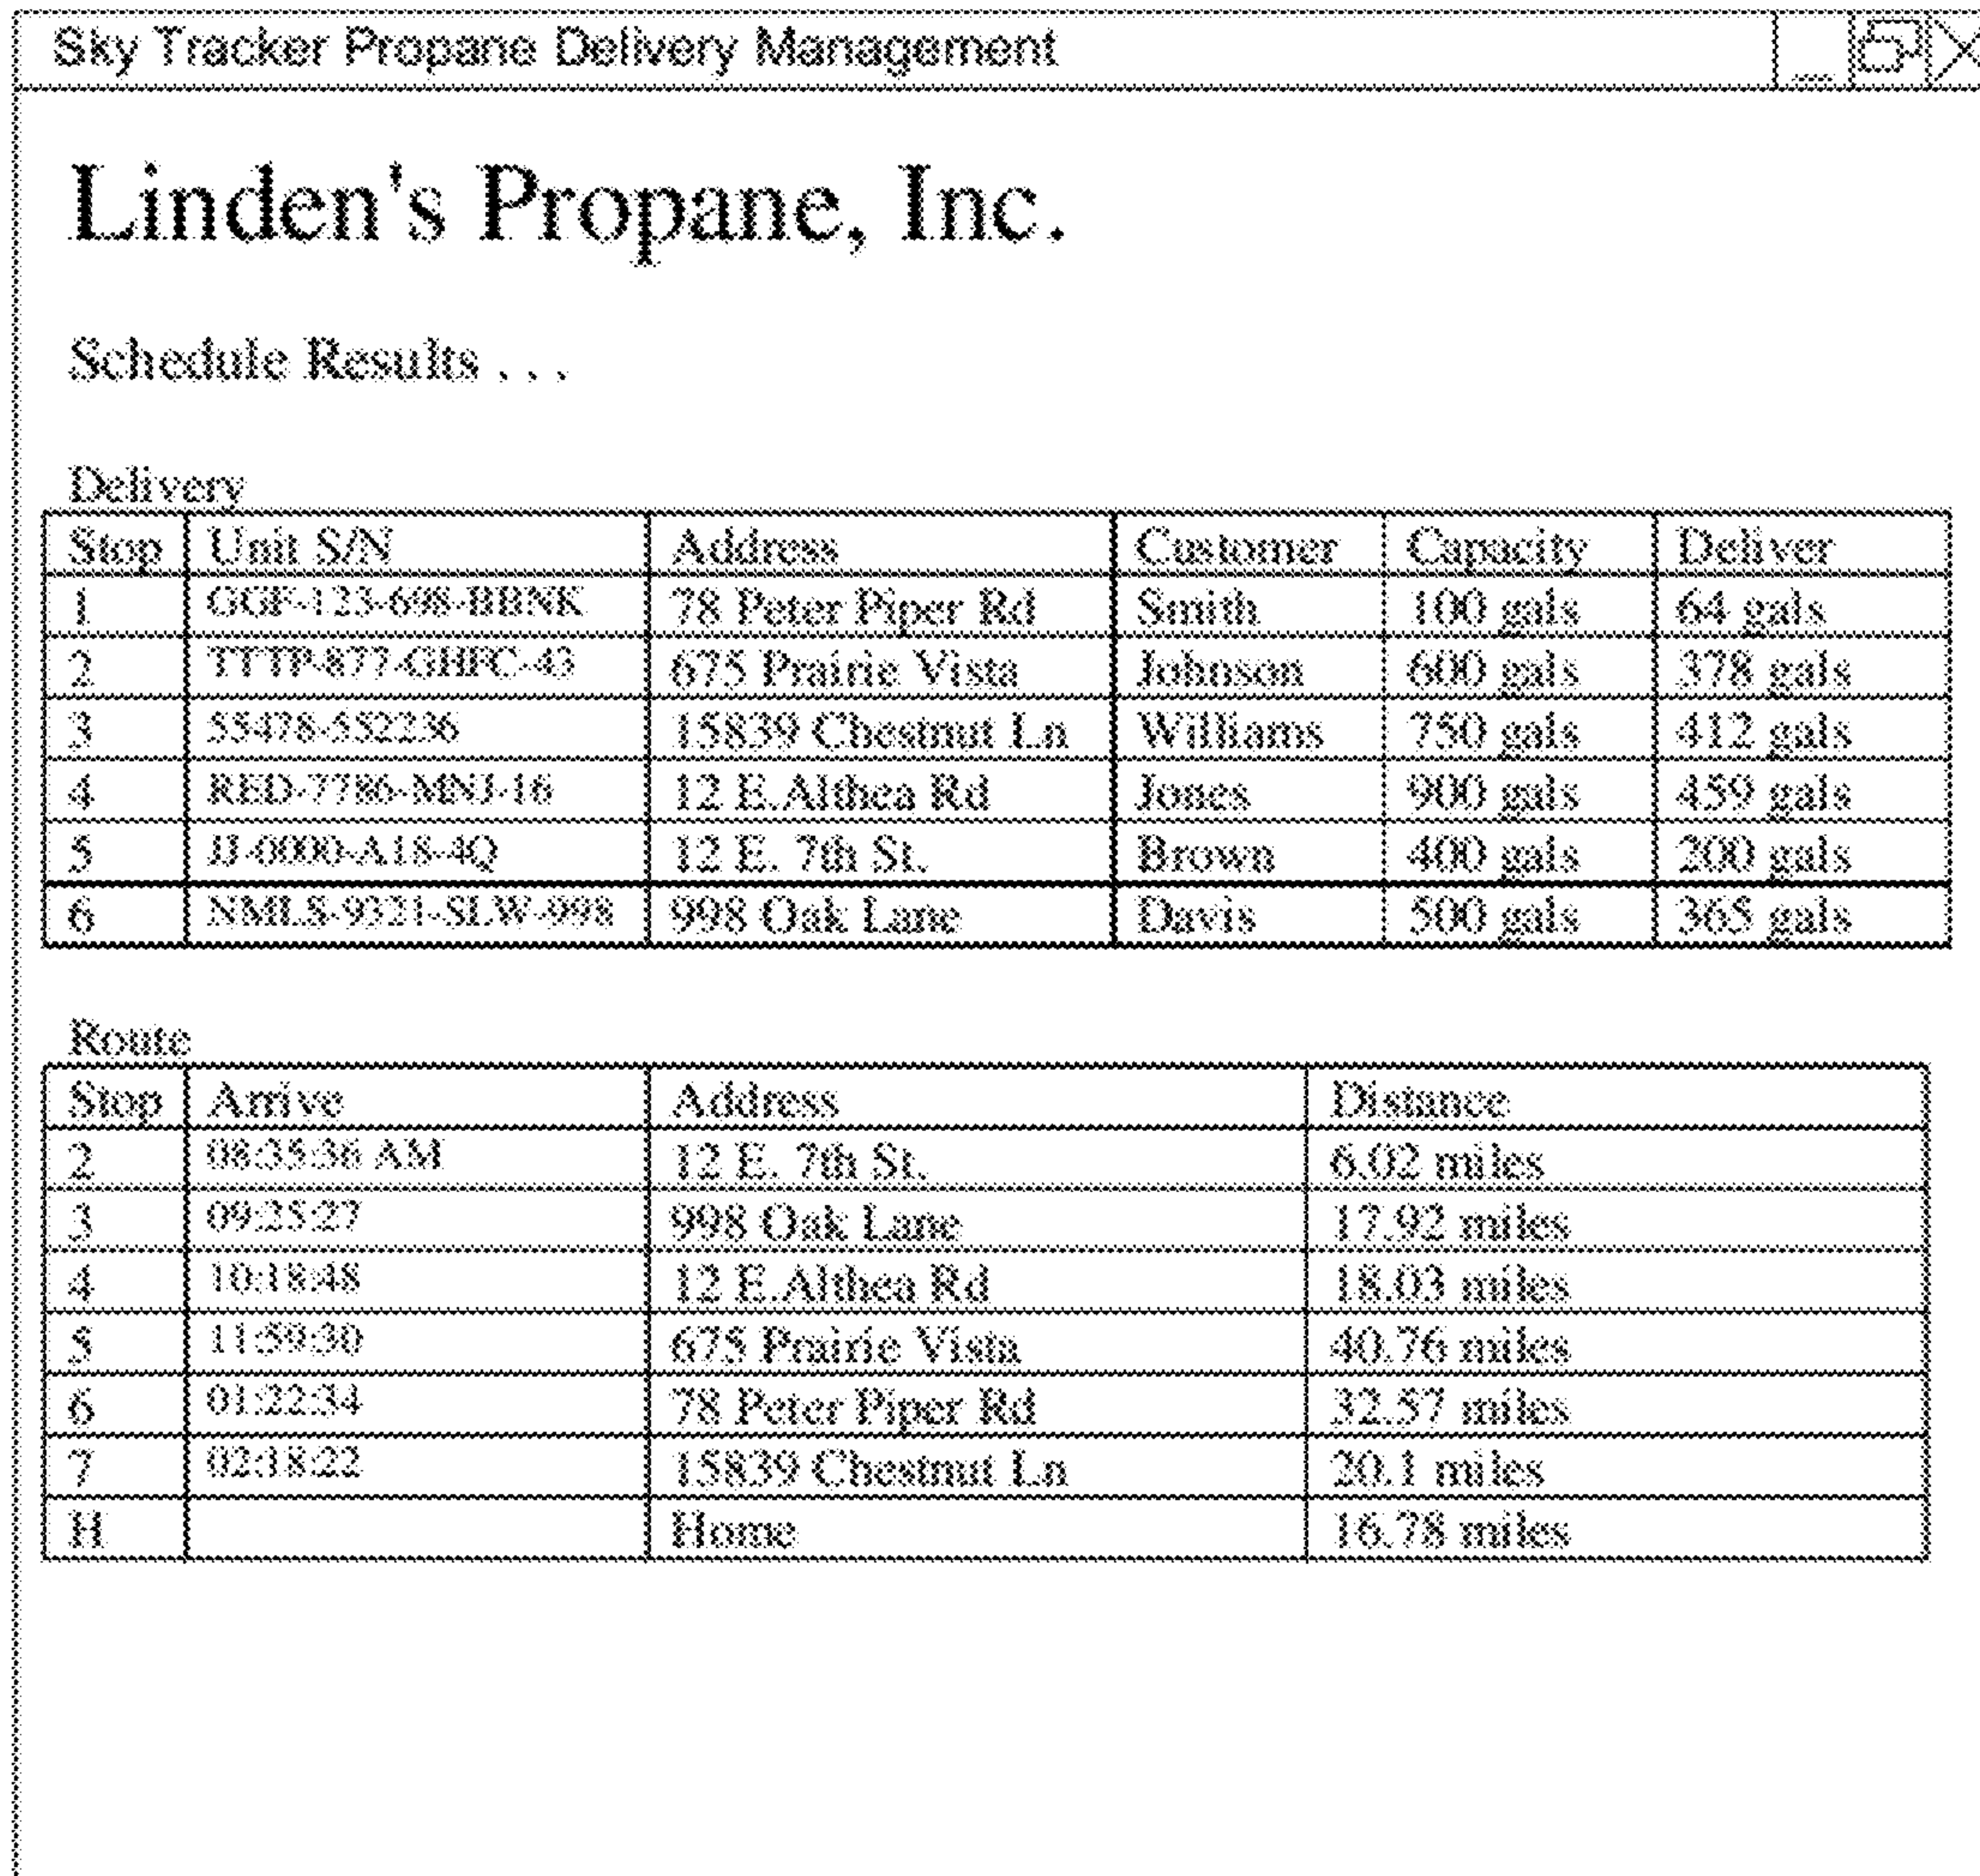 Sky Tracker Propane Delivery Management
Linden's Propane, Inc.
Schedule Results . . .
Delivery
Stop Unit S/N Address Customer Capacity Deliver
1 GGF-123-698-BBNK 78 Peter Piper Rd Smith 100 gals 64 gals
2 TTTP-877-GHFC-43 675 Prairie Vista Johnson 600 gals 378 gals
3 55478-552236 15839 Chestnut Ln Williams 750 gals 412 gals
4 RED-7786-MNJ-16 12 E.Althea Rd Jones 900 gals 459 gals
5 JJ-0000-A18-4Q 12 E. 7th St. Brown 400 gals 200 gals
6 NMLS-9321-SLW-998 998 Oak Lane Davis 500 gals 365 gals
Route
Stop Arrive Address Distance
2 08:35:36 AM 12 E. 7th St. 6.02 miles
3 09:25:27 998 Oak Lane 17.92 miles
4 10:18:48 12 E.Althea Rd 18.03 miles
5 11:59:30 675 Prairie Vista 40.76 miles
6 01:22:34 78 Peter Piper Rd 32.57 miles
7 02:18:22 15839 Chestnut Ln 20.1 miles
H Home 16.78 miles